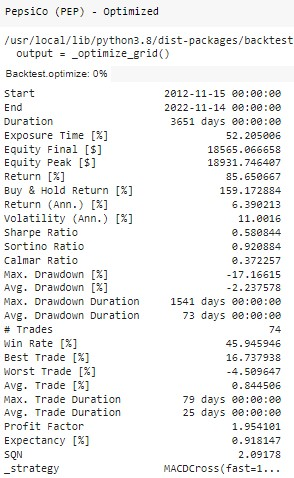 PepsiCo (PEP) - Optimized
/usr/local/lib/python3.8/dist-packages/backtest
output = _optimize_grid()
Backtest.optimize: 0%
Start 2012-11-15 00:00:00
End 2022-11-14 00:00:00
Duration 3651 days 00:00:00
Exposure Time [%] 52.205006
Equity Final [$] 18565.066658
Equity Peak [$] 18931.746407
Return [%] 85.650667
Buy & Hold Return [%] 159.172884
Return (Ann.) [%] 6.390213
Volatility (Ann.) [%] 11.0016
Sharpe Ratio 0.580844
Sortino Ratio 0.920884
Calmar Ratio 0.372257
Max. Drawdown [%] -17.16615
Avg. Drawdown [%] -2.237578
Max. Drawdown Duration 1541 days 00:00:00
Avg. Drawdown Duration 73 days 00:00:00
# Trades 74
Win Rate [%] 45.945946
Best Trade [%] 16.737938
Worst Trade [%] -4.509647
Avg. Trade [%] 0.844506
Max. Trade Duration 79 days 00:00:00
Avg. Trade Duration 25 days 00:00:00
Profit Factor 1.954101
Expectancy [%] 0.918147
SQN 2.09178
_strategy MACDCross(fast=1...